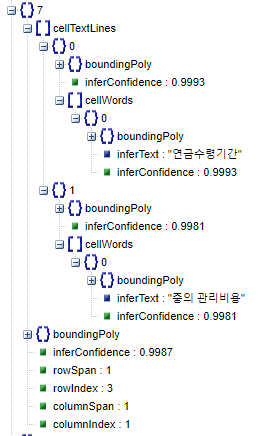 7
cellTextLines
0
boundingPoly
inferConfidence : 0.9993
cellWords
0
boundingPoly
inferText : "연금수령기간"
inferConfidence : 0.9993
1
boundingPoly
inferConfidence : 0.9981
cellWords
0
boundingPoly
inferText : "중의 관리비용"
inferConfidence : 0.9981
boundingPoly
inferConfidence : 0.9987
rowSpan : 1
rowIndex : 3
columnSpan : 1
columnIndex : 1